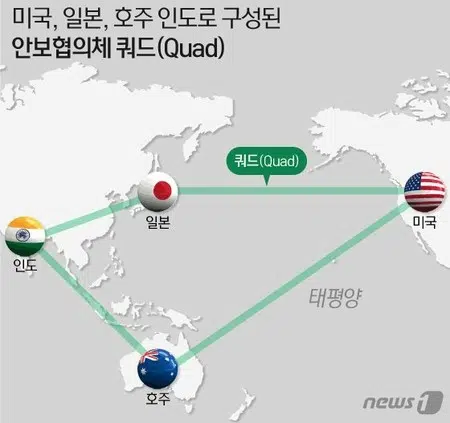 미국, 일본, 호주 인도로 구성된
안보협의체 쿼드(Quad)
쿼드(Quad)
일본
미국
인도
태평양
호주
news1